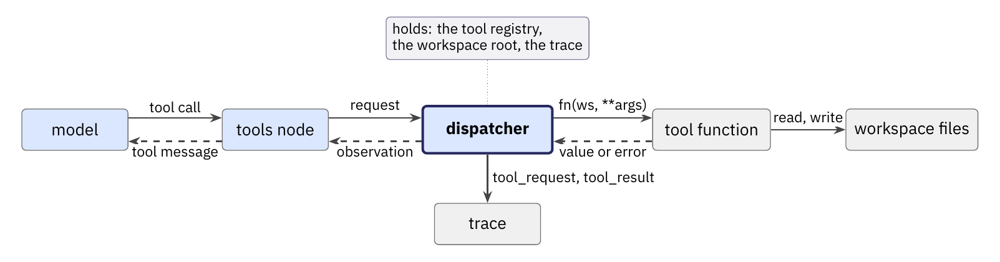 holds: the tool registry,
the workspace root, the trace
tool call
request
fn(ws, **args)
read, write
model
tools node
dispatcher
tool function
workspace files
tool message
observation
value or error
tool_request, tool_result
trace